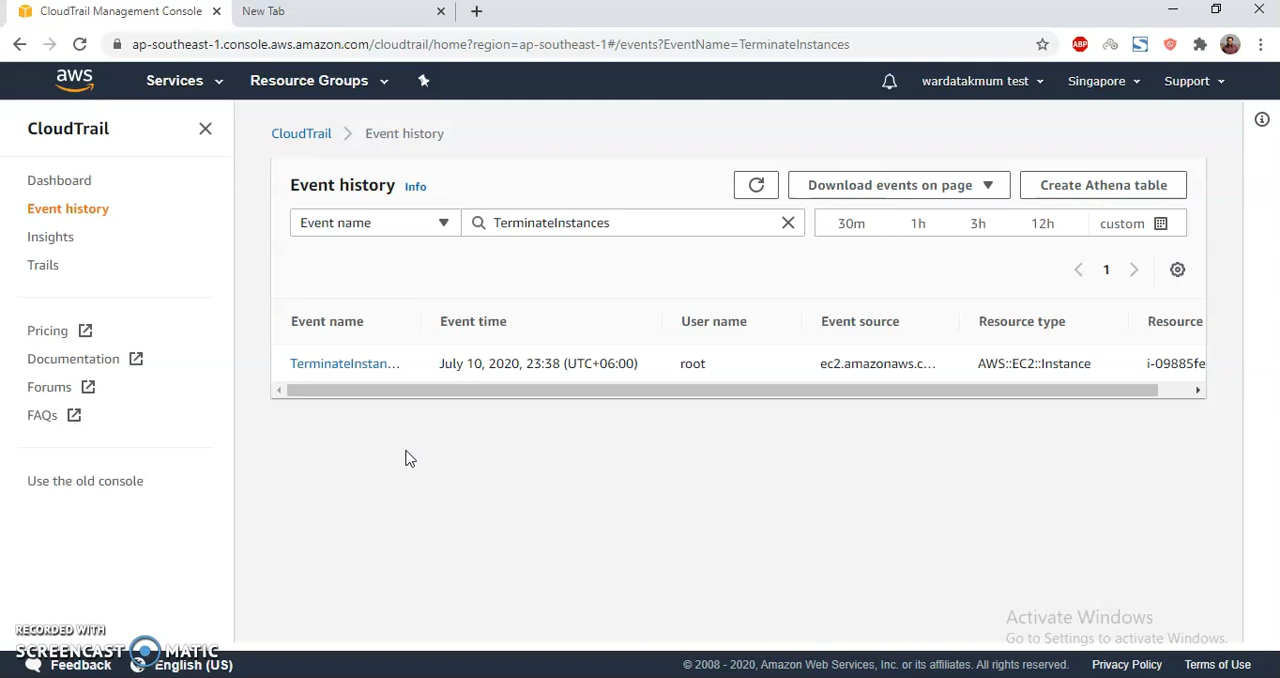 CloudTrail Management Console
New Tab
ap-southeast-1.console.aws.amazon.com/cloudtrail/home?region=ap-southeast-1#/events?EventName=TerminateInstances
ABP
aws
Services
Resource Groups
wardatakmum test
Singapore
Support
CloudTrail
Dashboard
Event history
Insights
Trails
Pricing
Documentation
Forums
FAQs
Use the old console
CloudTrail
Event history
Event history
Info
Download events on page
Create Athena table
Event name
TerminateInstances
30m
1h
3h
12h
custom
1
Event name
Event time
User name
Event source
Resource type
Resource
TerminateInstan...
July 10, 2020, 23:38 (UTC+06:00)
root
ec2.amazonaws.c...
AWS::EC2::Instance
i-09885fe
Activate Windows
Go to Settings to activate Windows.
RECORDED WITH
SCREENCAST MATIC
Feedback
English (US)
© 2008 - 2020, Amazon Web Services, Inc. or its affiliates. All rights reserved.
Privacy Policy
Terms of Use